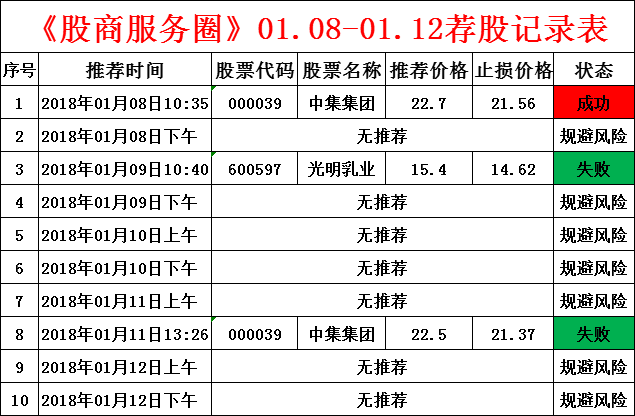 《股商服务圈》01.08-01.12荐股记录表
序号 推荐时间 股票代码 股票名称 推荐价格 止损价格 状态
1 2018年01月08日10:35 000039 中集集团 22.7 21.56 成功
2 2018年01月08日下午 无推荐 规避风险
3 2018年01月09日10:40 600597 光明乳业 15.4 14.62 失败
4 2018年01月09日下午 无推荐 规避风险
5 2018年01月10日上午 无推荐 规避风险
6 2018年01月10日下午 无推荐 规避风险
7 2018年01月11日上午 无推荐 规避风险
8 2018年01月11日13:26 000039 中集集团 22.5 21.37 失败
9 2018年01月12日上午 无推荐 规避风险
10 2018年01月12日下午 无推荐 规避风险